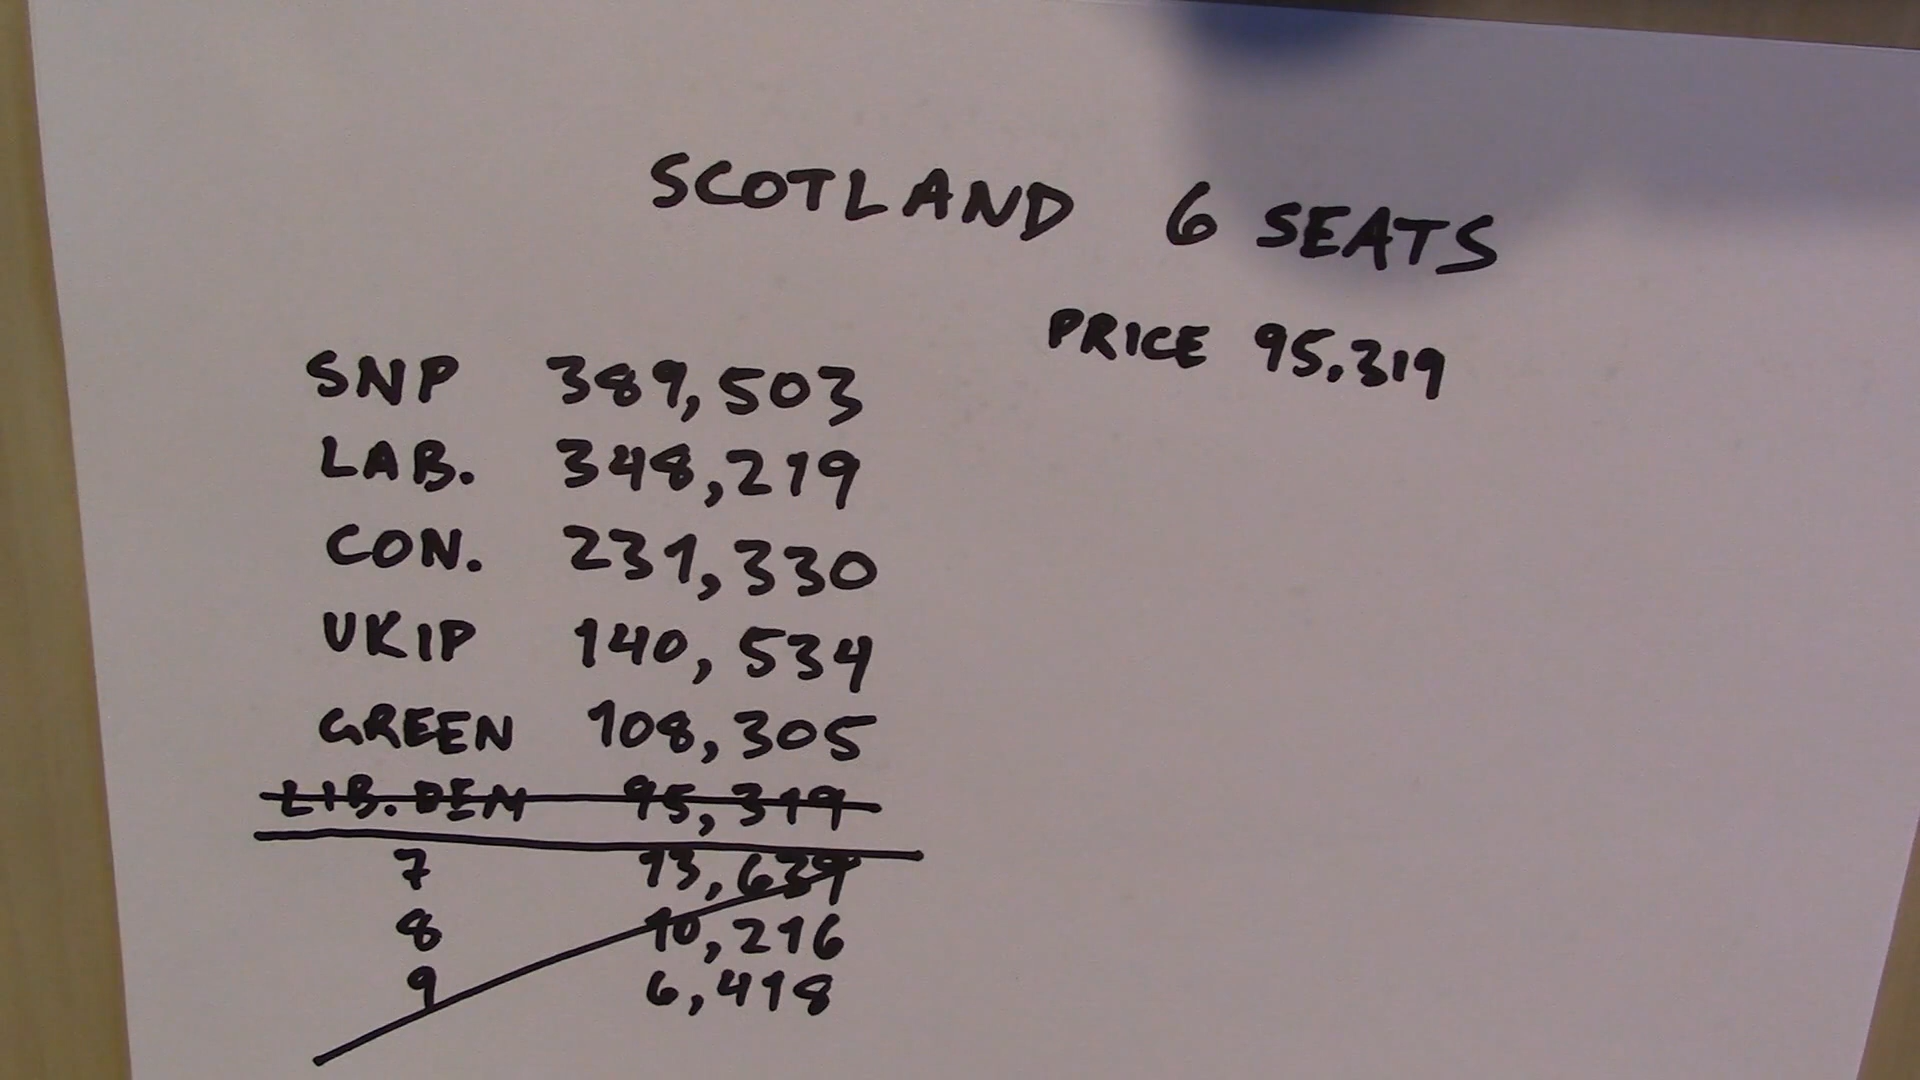 SCOTLAND 6 SEATS
PRICE 95.319
SNP 389,503
LAB. 348,219
CON. 231,330
UKIP 140,534
GREEN 108,305
LIB. DEM 95,319
7 13,639
8 10,216
9 6,418